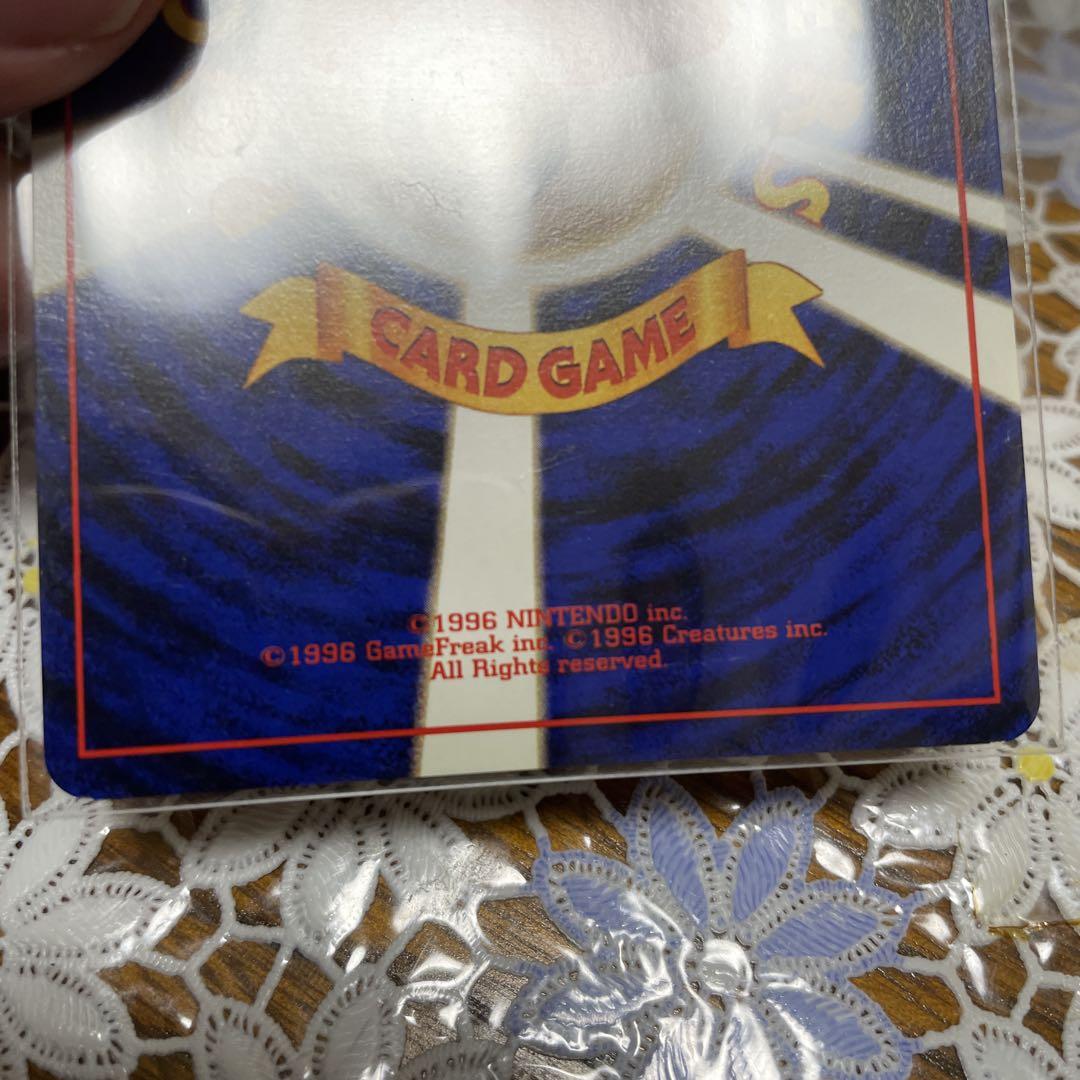 S
CARD GAME
©1996 NINTENDO inc.
©1996 GameFreak inc. ©1996 Creatures inc.
All Rights reserved.